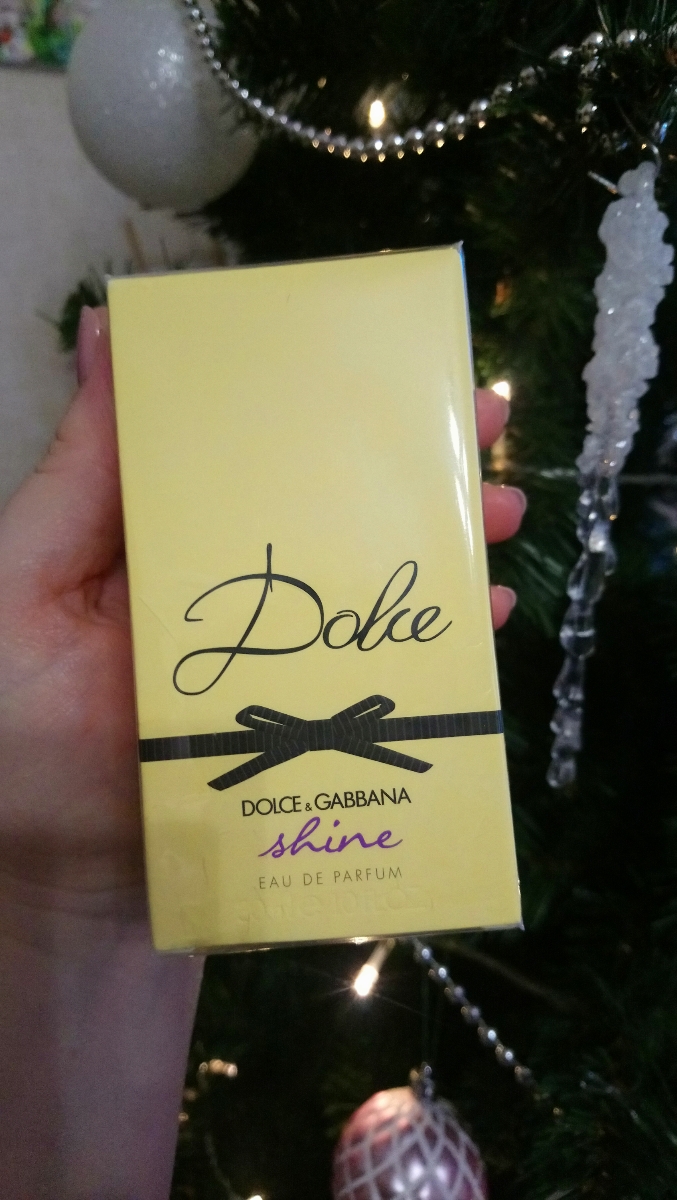 Dolce
DOLCE & GABBANA
shine
EAU DE PARFUM